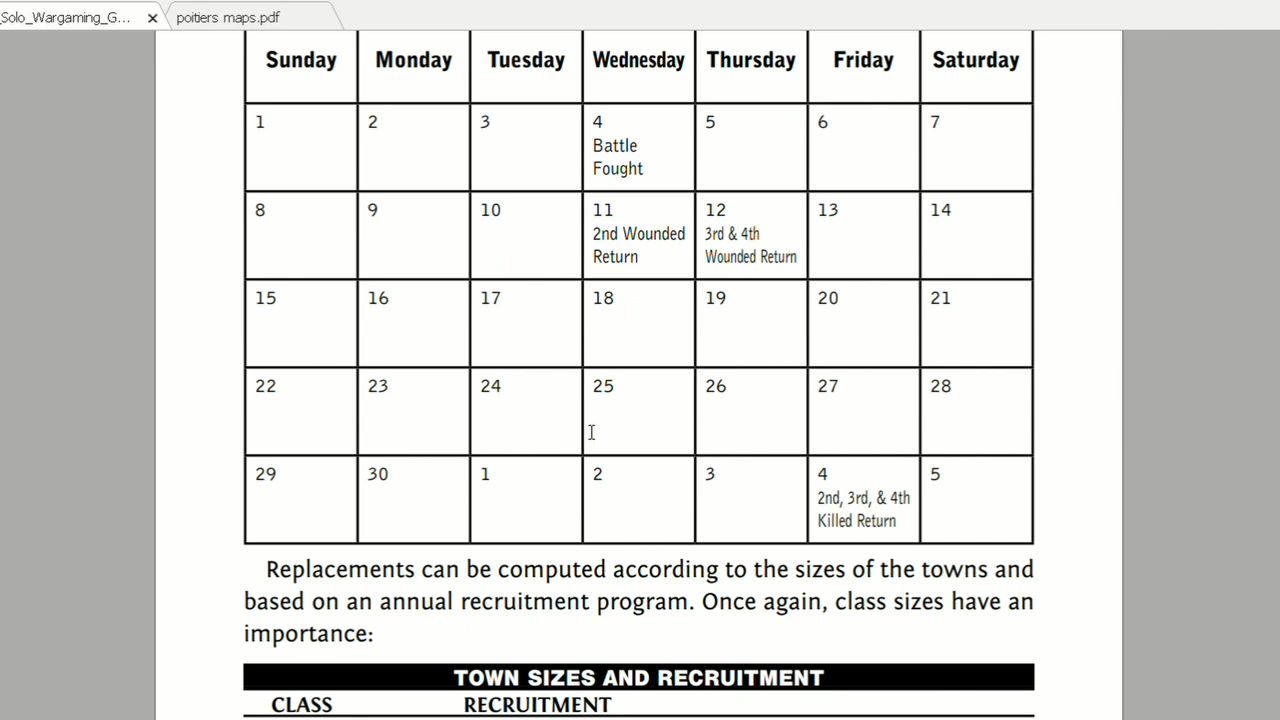 _Solo_Wargaming_G... × poitiers maps.pdf
Sunday Monday Tuesday Wednesday Thursday Friday Saturday
1 2 3 4 5 6 7
Battle
Fought
8 9 10 11 12 13 14
2nd Wounded 3rd & 4th
Return Wounded Return
15 16 17 18 19 20 21
22 23 24 25 26 27 28
29 30 1 2 3 4 5
2nd, 3rd, & 4th
Killed Return
Replacements can be computed according to the sizes of the towns and
based on an annual recruitment program. Once again, class sizes have an
importance:
TOWN SIZES AND RECRUITMENT
CLASS RECRUITMENT